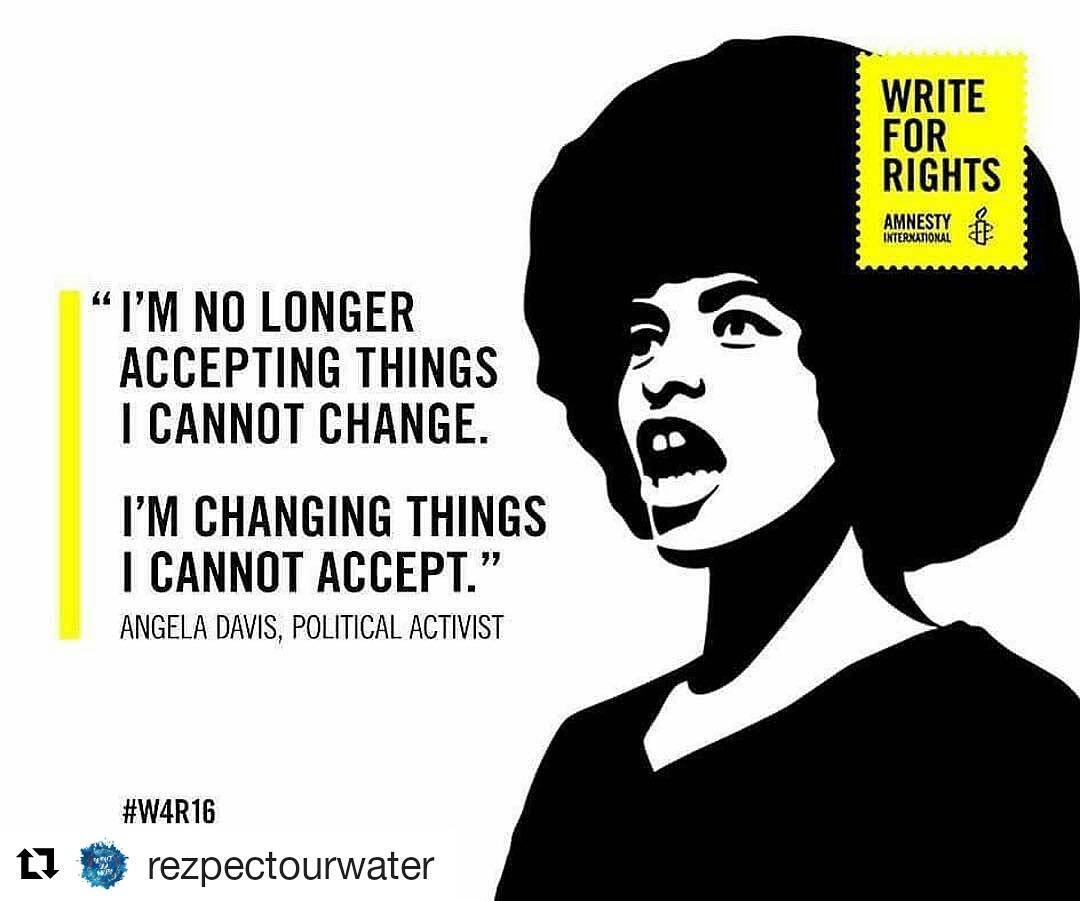 WRITE
FOR
RIGHTS
AMNESTY
INTERNATIONAL
“I’M NO LONGER
ACCEPTING THINGS
I CANNOT CHANGE.
I’M CHANGING THINGS
I CANNOT ACCEPT.”
ANGELA DAVIS, POLITICAL ACTIVIST
#W4R16
rezpectourwater